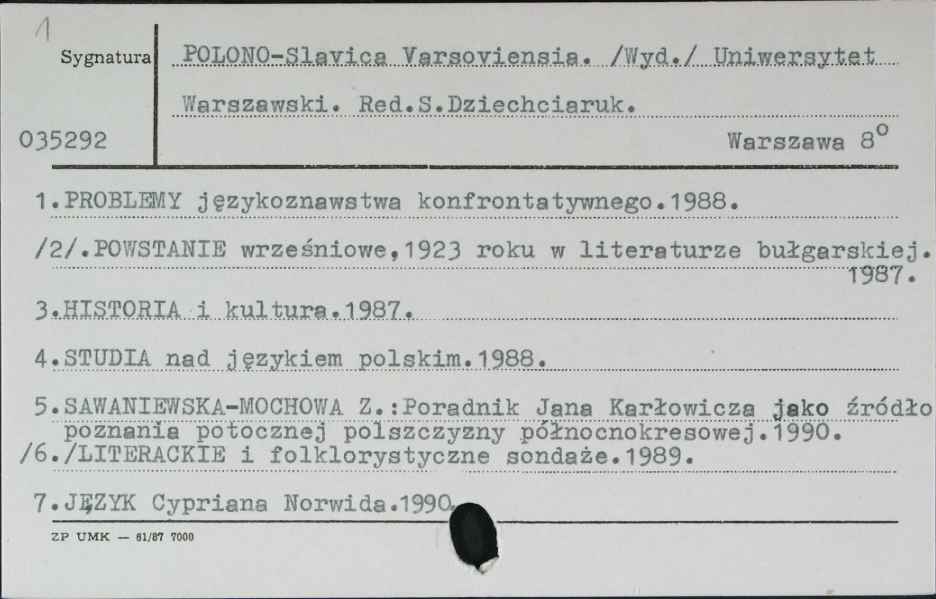 1
Sygnatura
POLONO-Slavica Varsoviensia. /Wyd./ Uniwersytet
Warszawski. Red.S.Dziechciaruk.
035292
Warszawa 8°
1.PROBLEMY językoznawstwa konfrontatywnego.1988.
/2/.POWSTANIE wrześniowe,1923 roku w literaturze bułgarskiej.
1987.
3.HISTORIA i kultura.1987.
4.STUDIA nad językiem polskim.1988.
5.SAWANIEWSKA-MOCHOWA Z.:Poradnik Jana Karłowicza jako źródło
poznania potocznej polszczyzny północnokresowej.1990.
/6./LITERACKIE i folklorystyczne sondaże.1989.
7.JĘZYK Cypriana Norwida.1990.
ZP UMK — 61/87 7000